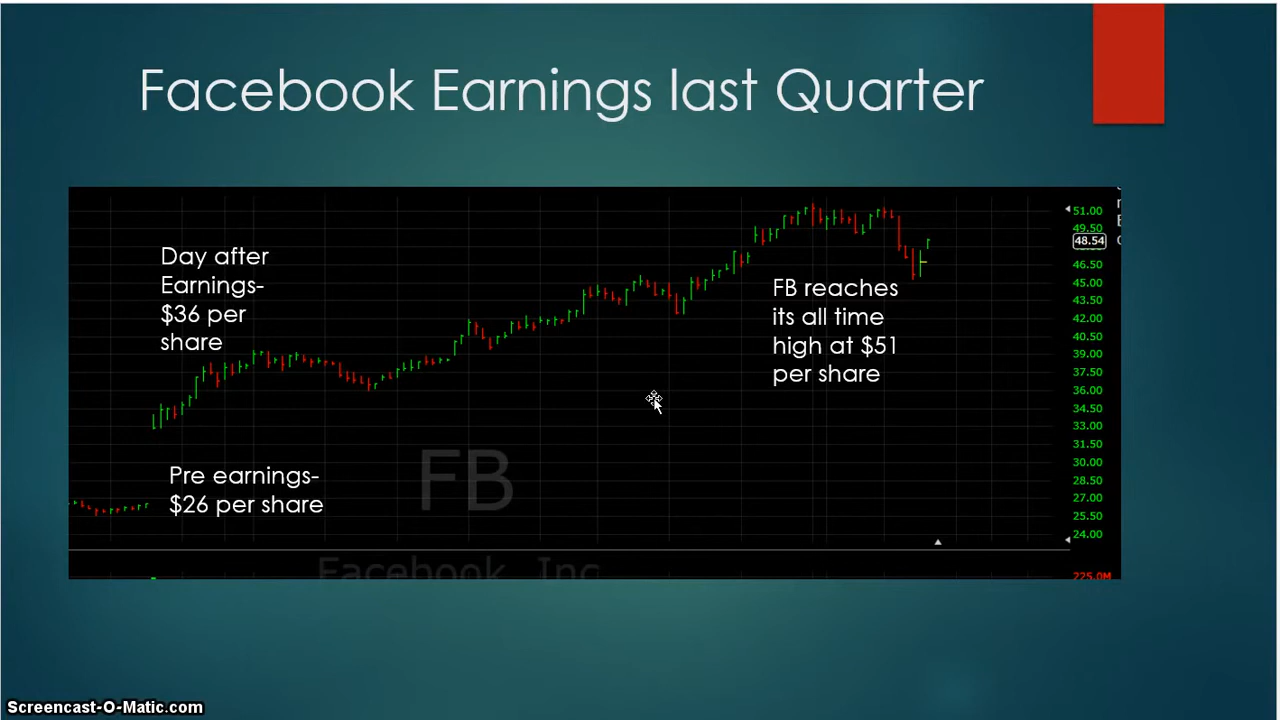 Facebook Earnings last Quarter
Day after
Earnings-
$36 per
share
FB reaches
its all time
high at $51
per share
Pre earnings-
$26 per share
FB
Facebook, Inc
51.00
49.50
48.54
46.50
45.00
43.50
42.00
40.50
39.00
37.50
36.00
34.50
33.00
31.50
30.00
28.50
27.00
25.50
24.00
225.0M
Screencast-O-Matic.com